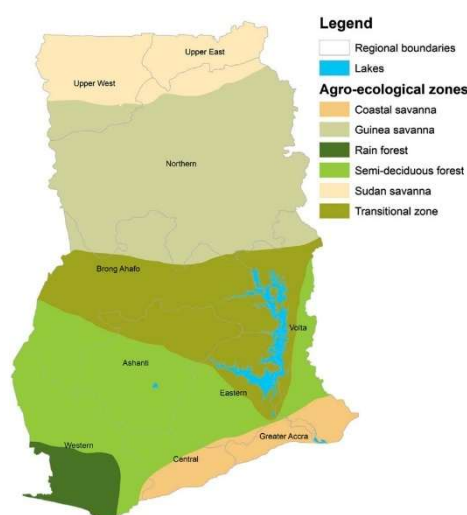 Legend
Regional boundaries
Lakes
Agro-ecological zones
Coastal savanna
Guinea savanna
Rain forest
Semi-deciduous forest
Sudan savanna
Transitional zone
Upper East
Upper West
Northern
Brong Ahafo
Volta
Ashanti
Eastern
Greater Accra
Western
Central